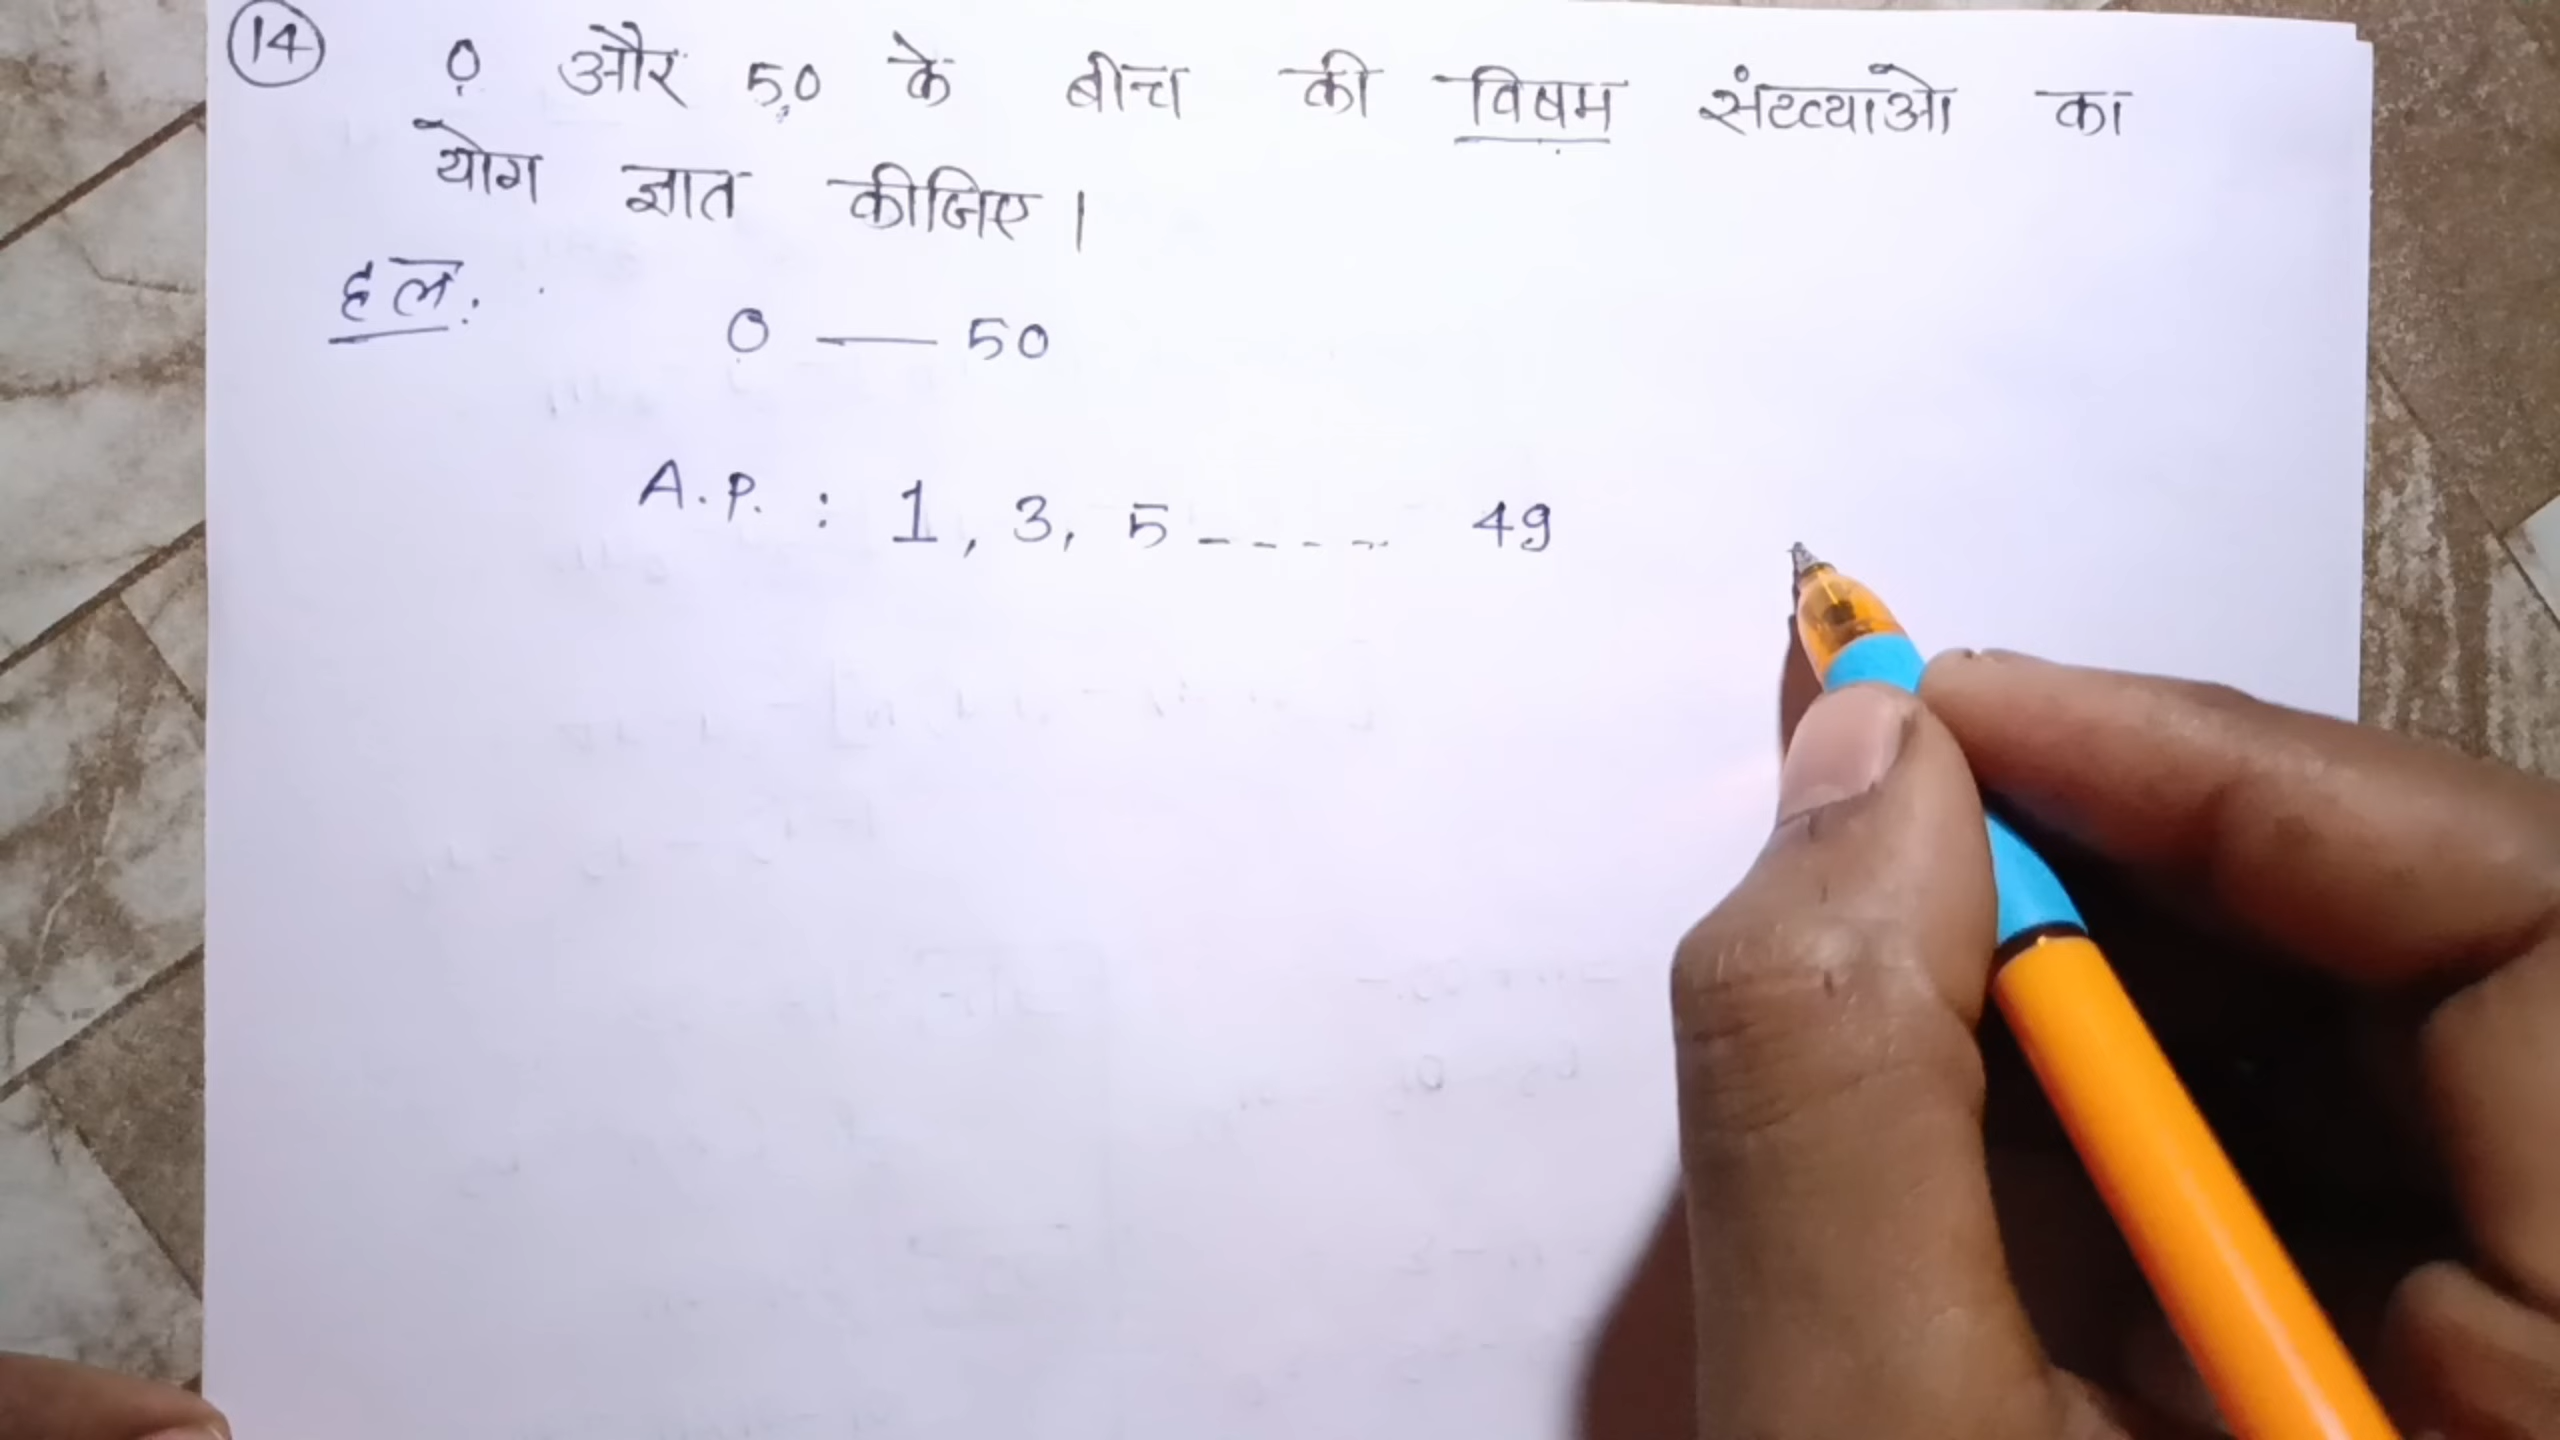 14 0 और 50 के बीच की विषम संख्याओ का
योग ज्ञात कीजिए।
हल.
0 — 50
A.P. : 1, 3, 5 - - - - - 49